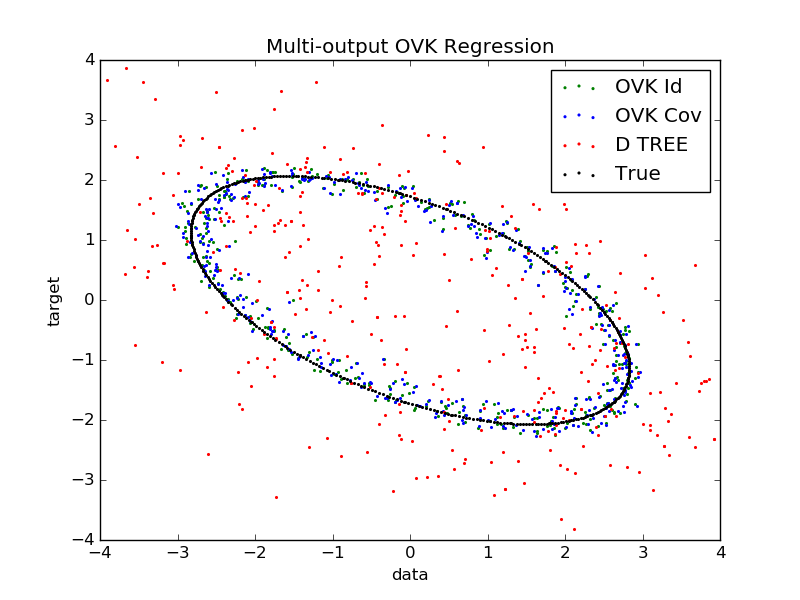 Multi-output OVK Regression
OVK Id
OVK Cov
D TREE
True
4
3
2
1
0
−1
−2
−3
−4
target
−4 −3 −2 −1 0 1 2 3 4
data